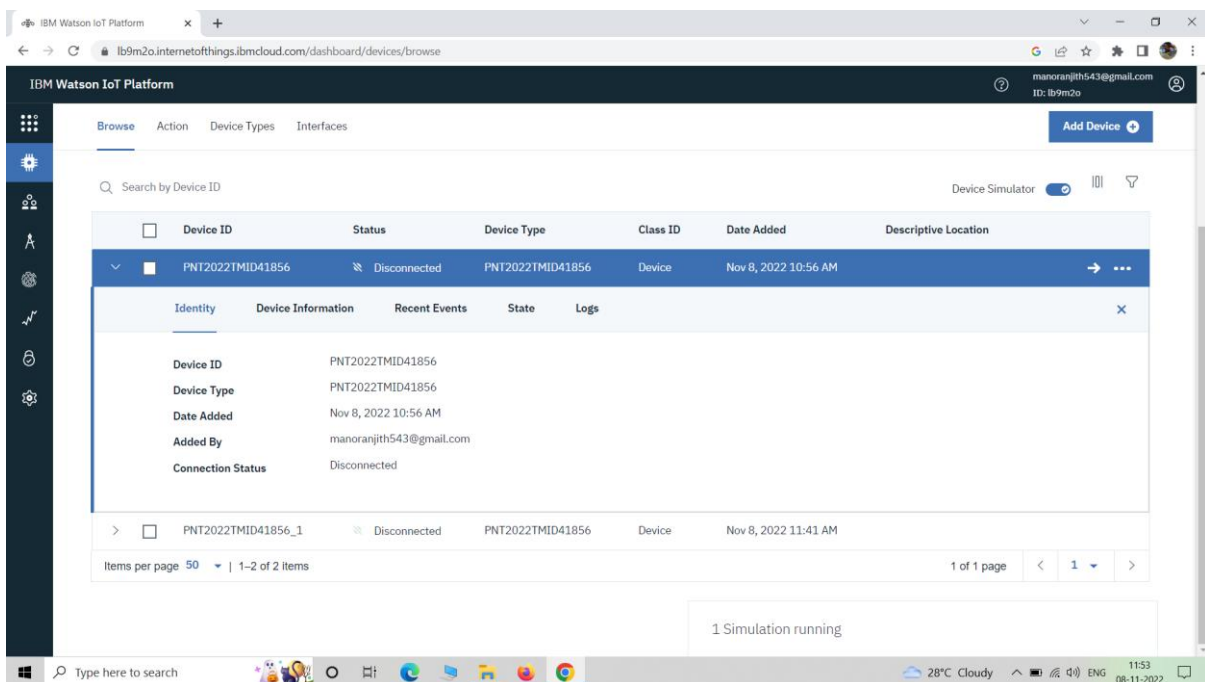 IBM Watson IoT Platform
lb9m2o.internetofthings.ibmcloud.com/dashboard/devices/browse
IBM Watson IoT Platform
manoranjith543@gmail.com
ID: lb9m2o
Browse Action Device Types Interfaces Add Device
Search by Device ID Device Simulator
Device ID Status Device Type Class ID Date Added Descriptive Location
PNT2022TMID41856 Disconnected PNT2022TMID41856 Device Nov 8, 2022 10:56 AM
Identity Device Information Recent Events State Logs
Device ID PNT2022TMID41856
Device Type PNT2022TMID41856
Date Added Nov 8, 2022 10:56 AM
Added By manoranjith543@gmail.com
Connection Status Disconnected
PNT2022TMID41856_1 Disconnected PNT2022TMID41856 Device Nov 8, 2022 11:41 AM
Items per page 50 | 1–2 of 2 items 1 of 1 page 1
1 Simulation running
Type here to search 28°C Cloudy ENG 11:53
08-11-2022